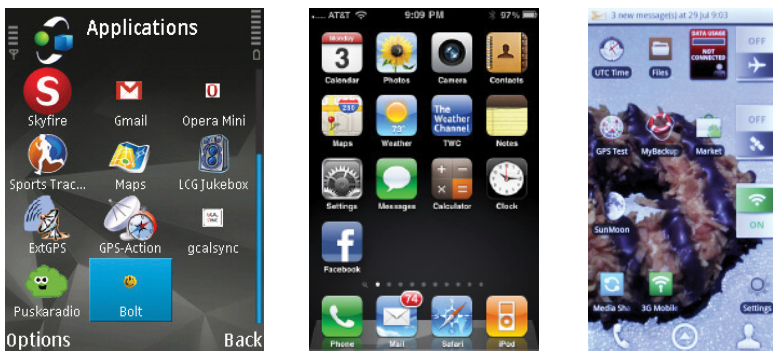 Applications
S
Skyfire
Gmail
Opera Mini
Sports Trac...
Maps
LCG Jukebox
ExtGPS
GPS-Action
gcalsync
Puskaradio
Bolt
Options
Back
AT&T
9:09 PM
97%
Monday
3
Calendar
Photos
Camera
Contacts
280
Maps
73°
Weather
The
Weather
Channel
TWC
Notes
Settings
Messages
Calculator
Clock
Facebook
74
Phone
Mail
Safari
iPod
3 new message(s) at 29 Jul 9:03
UTC Time
Files
DATA USAGE
NOT
CONNECTED
OFF
GPS Test
MyBackup
Market
OFF
SunMoon
ON
Media Sha
3G Mobile
Settings